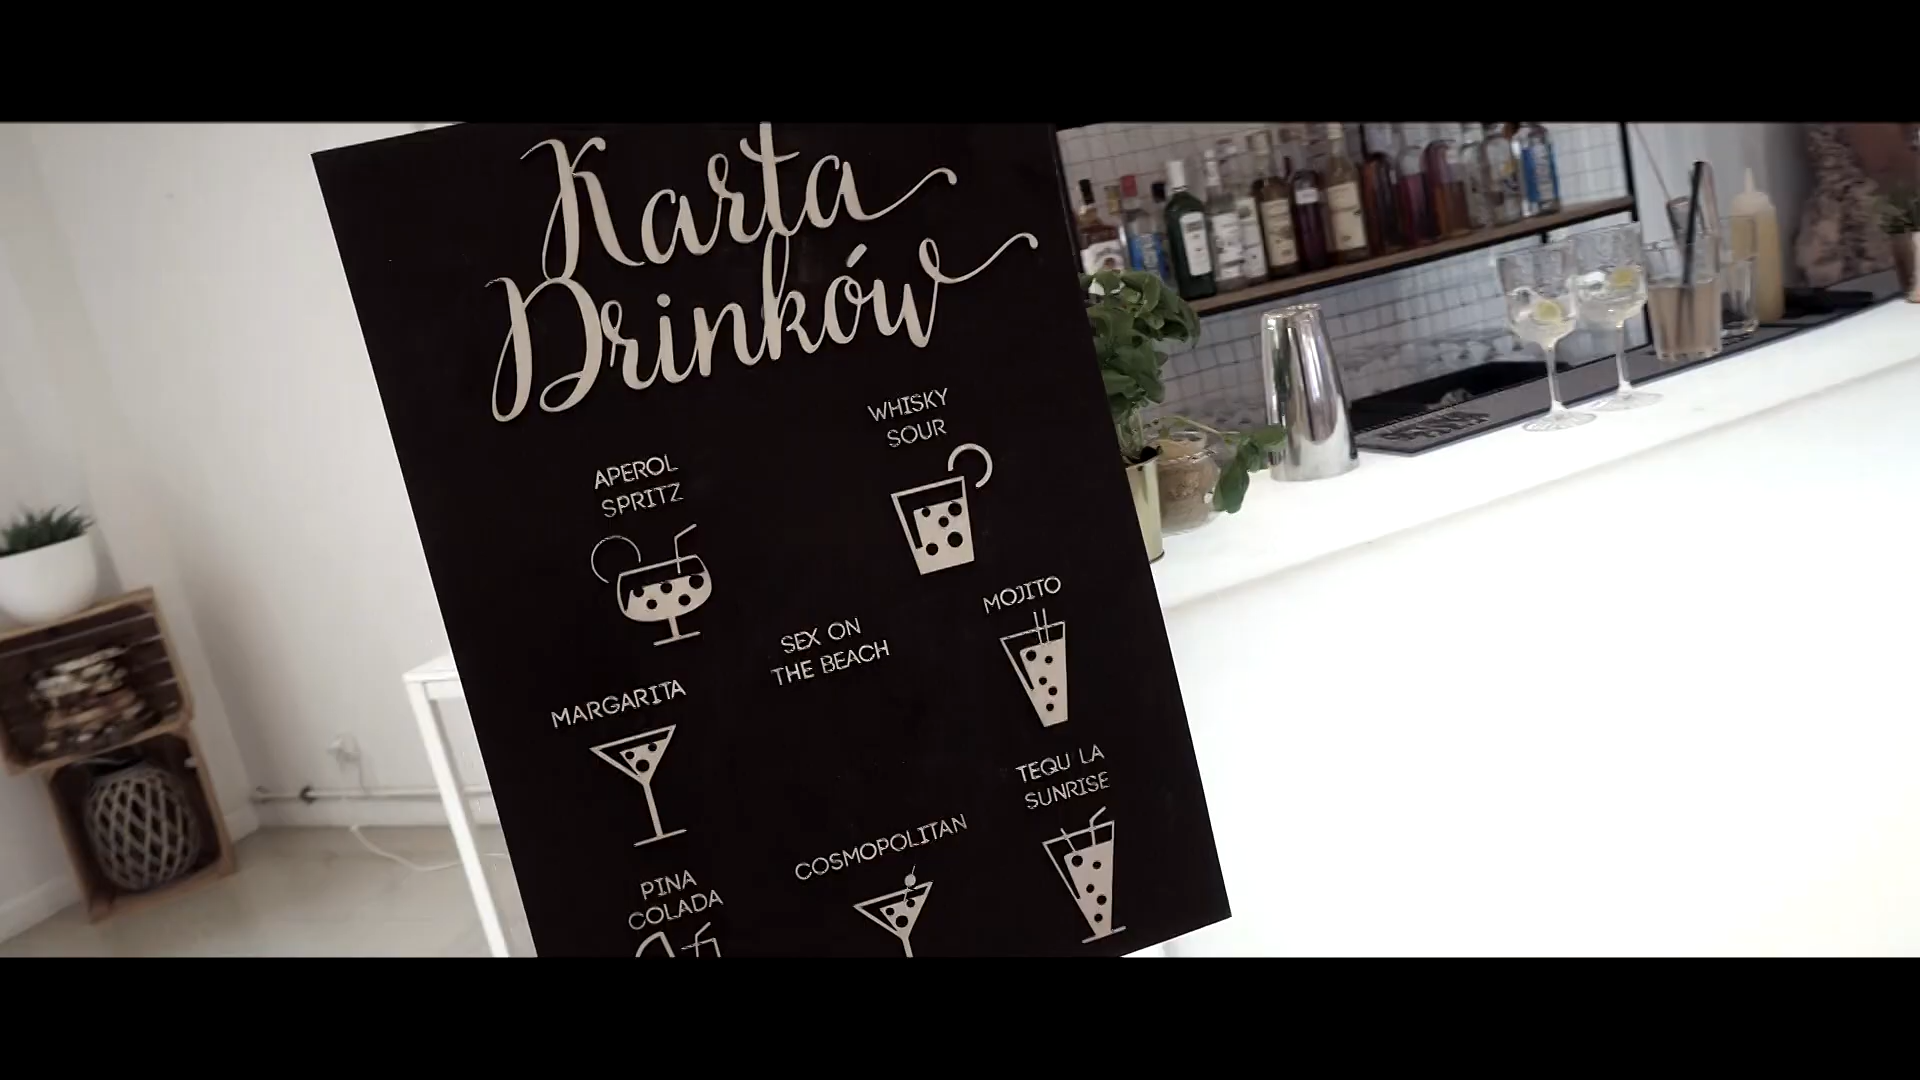 Karta
Drinków
WHISKY
SOUR
APEROL
SPRITZ
MOJITO
SEX ON
THE BEACH
MARGARITA
TEQU LA
SUNRISE
COSMOPOLITAN
PINA
COLADA